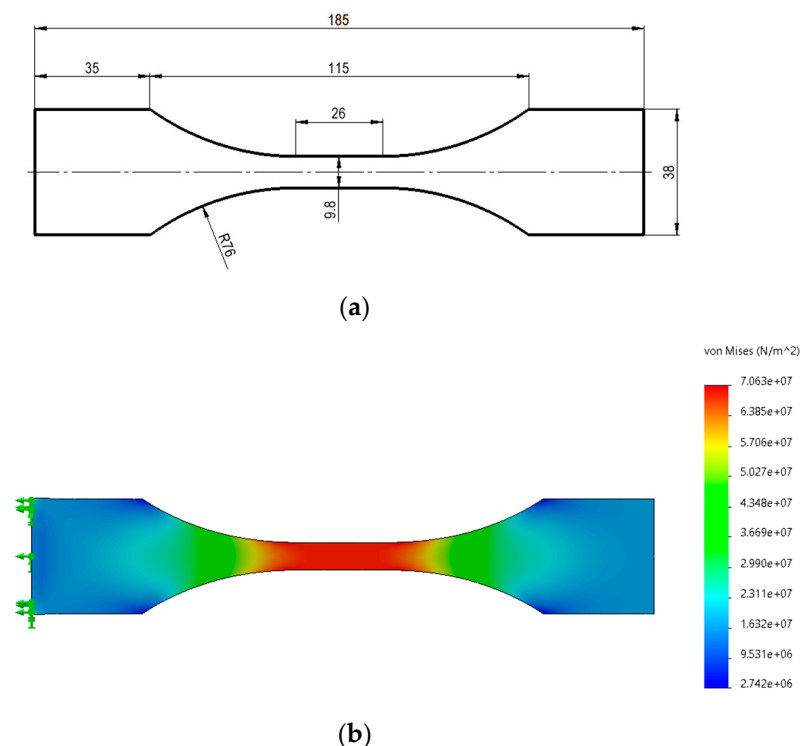 185
35
115
26
38
9.8
R76
(a)
von Mises (N/m^2)
7.063e+07
6.385e+07
5.706e+07
5.027e+07
4.348e+07
3.669e+07
2.990e+07
2.311e+07
1.632e+07
9.531e+06
2.742e+06
(b)